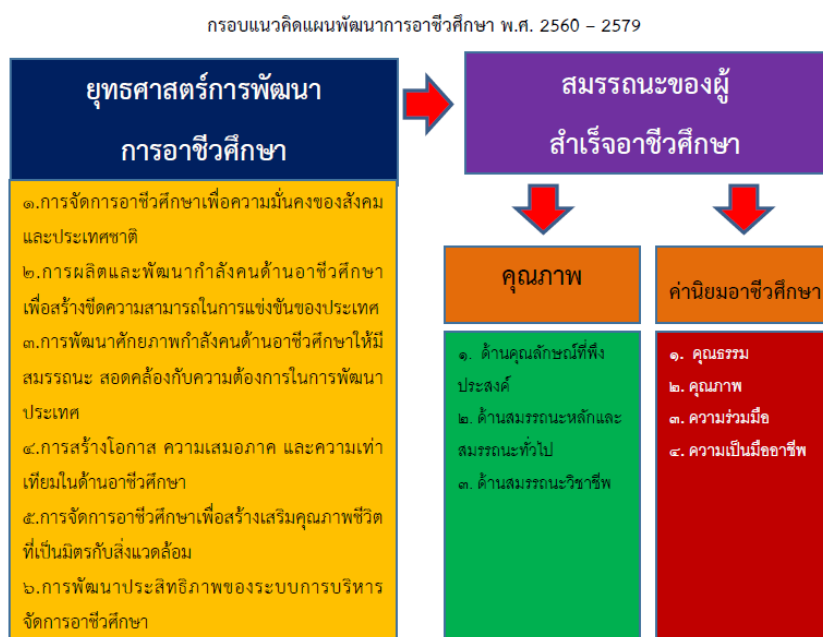 กรอบแนวคิดแผนพัฒนาการอาชีวศึกษา พ.ศ. 2560 – 2579
ยุทธศาสตร์การพัฒนา
การอาชีวศึกษา
๑.การจัดการอาชีวศึกษาเพื่อความมั่นคงของสังคม
และประเทศชาติ
๒.การผลิตและพัฒนากำลังคนด้านอาชีวศึกษา
เพื่อสร้างขีดความสามารถในการแข่งขันของประเทศ
๓.การพัฒนาศักยภาพกำลังคนด้านอาชีวศึกษาให้มี
สมรรถนะ สอดคล้องกับความต้องการในการพัฒนา
ประเทศ
๔.การสร้างโอกาส ความเสมอภาค และความเท่า
เทียมในด้านอาชีวศึกษา
๕.การจัดการอาชีวศึกษาเพื่อสร้างเสริมคุณภาพชีวิต
ที่เป็นมิตรกับสิ่งแวดล้อม
๖.การพัฒนาประสิทธิภาพของระบบการบริหาร
จัดการอาชีวศึกษา
สมรรถนะของผู้
สำเร็จอาชีวศึกษา
คุณภาพ
๑. ด้านคุณลักษณ์ที่พึง
ประสงค์
๒. ด้านสมรรถนะหลักและ
สมรรถนะทั่วไป
๓. ด้านสมรรถนะวิชาชีพ
ค่านิยมอาชีวศึกษา
๑. คุณธรรม
๒. คุณภาพ
๓. ความร่วมมือ
๔. ความเป็นมืออาชีพ